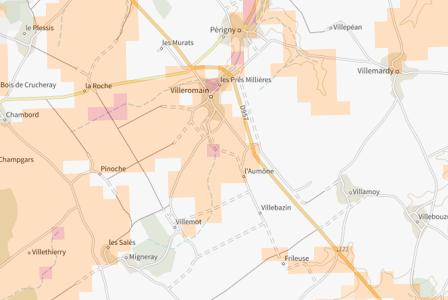 le Plessis
Périgny
Villepéan
les Murats
Villemardy
les Prés Millières
Bois de Crucheray
la Roche
Villeromain
D957
Chambord
Champgars
Pinoche
l'Aumône
Villamoy
Villebazin
Villemot
Villebouz
les Salés
Villethierry
Migneray
Frileuse